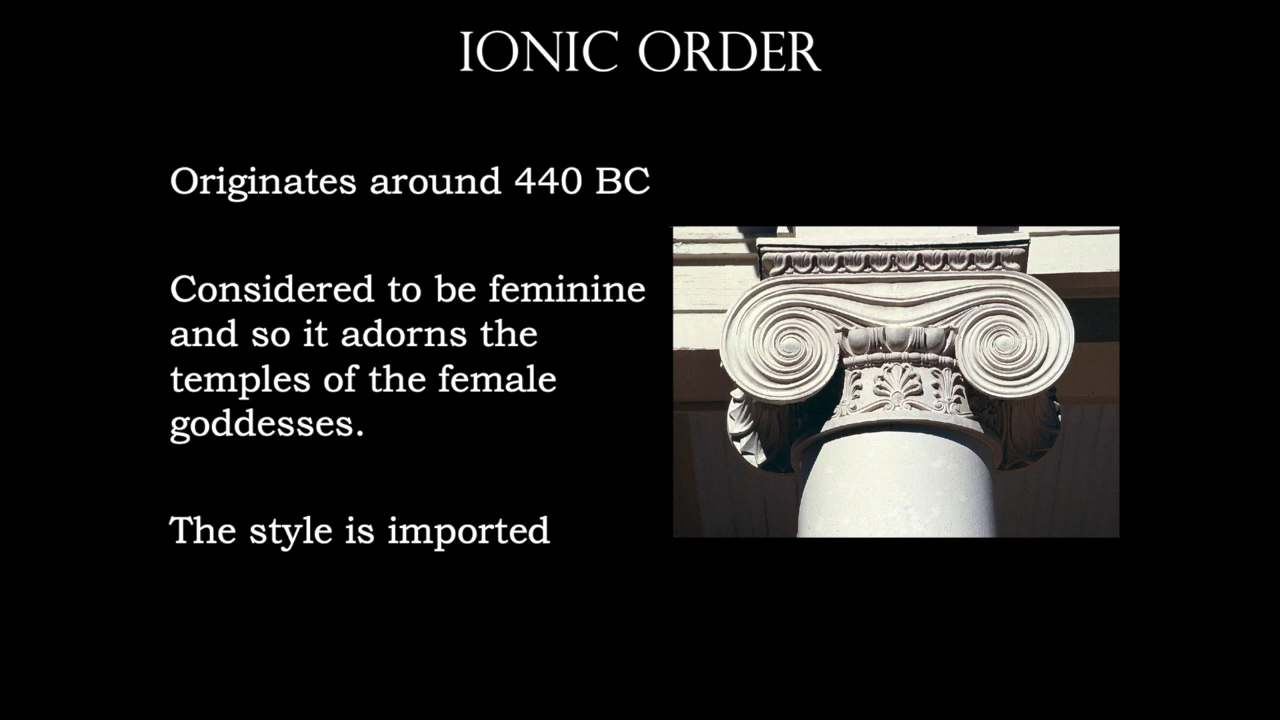 IONIC ORDER
Originates around 440 BC
Considered to be feminine
and so it adorns the
temples of the female
goddesses.
The style is imported